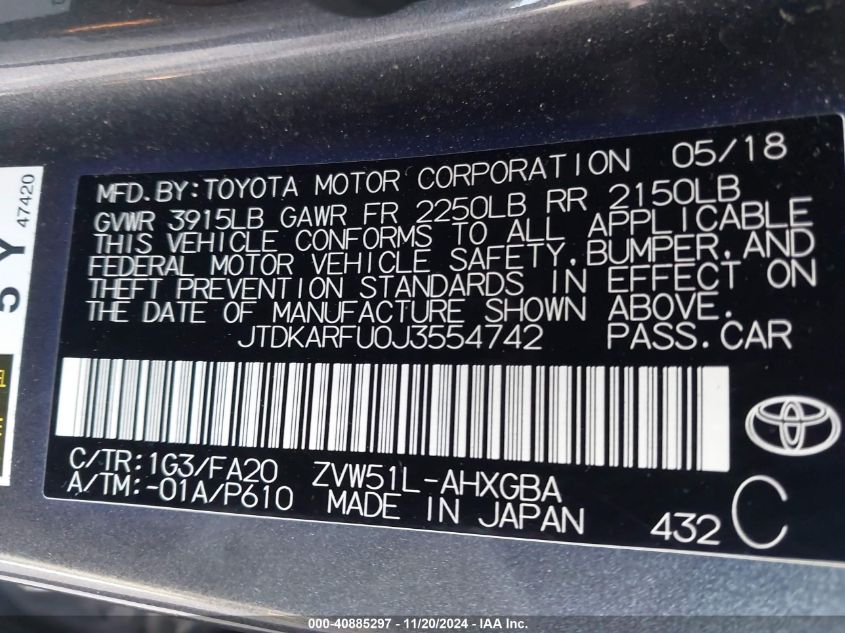 MFD.BY:TOYOTA MOTOR CORPORATION 05/18
GVWR 3915LB GAWR FR 2250LB RR 2150LB
THIS VEHICLE CONFORMS TO ALL APPLICABLE
FEDERAL MOTOR VEHICLE SAFETY, BUMPER, AND
THEFT PREVENTION STANDARDS IN EFFECT ON
THE DATE OF MANUFACTURE SHOWN ABOVE.
JTDKARFU0J3554742 PASS.CAR
C/TR:1G3/FA20 ZVW51L-AHXGBA
A/TM:-01A/P610 MADE IN JAPAN 432 C
5 Y 47420
000-40885297 - 11/20/2024 - IAA Inc.